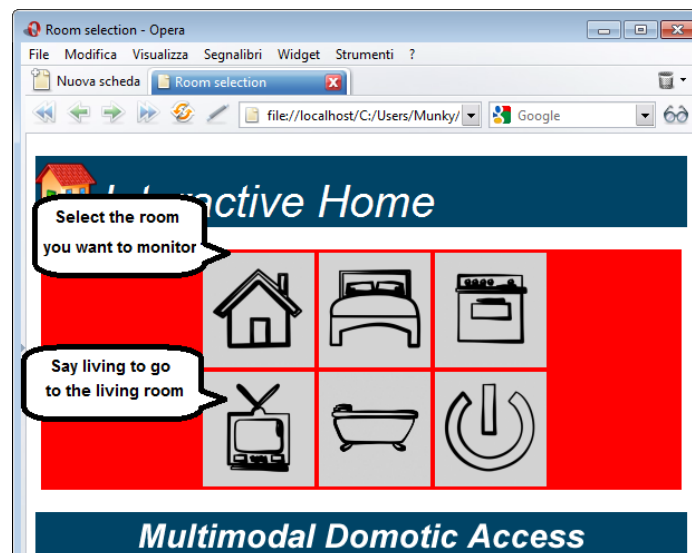 Room selection - Opera
File Modifica Visualizza Segnalibri Widget Strumenti ?
Nuova scheda Room selection
file://localhost/C:/Users/Munky/ Google
Interactive Home
Select the room
you want to monitor
Say living to go
to the living room
Multimodal Domotic Access